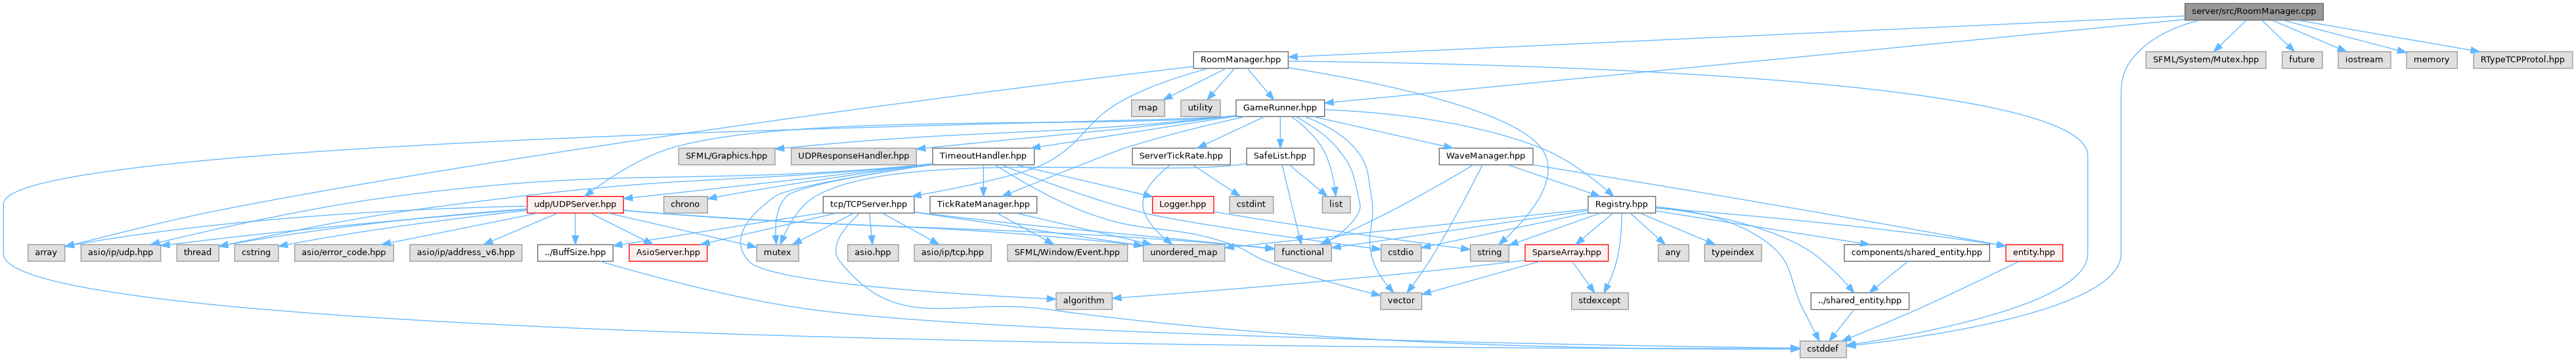 server/src/RoomManager.cpp
RoomManager.hpp
SFML/System/Mutex.hpp
future
iostream
memory
RTypeTCPProtol.hpp
map
utility
GameRunner.hpp
SFML/Graphics.hpp
UDPResponseHandler.hpp
TimeoutHandler.hpp
ServerTickRate.hpp
SafeList.hpp
WaveManager.hpp
udp/UDPServer.hpp
chrono
tcp/TCPServer.hpp
TickRateManager.hpp
Logger.hpp
cstdint
list
Registry.hpp
array
asio/ip/udp.hpp
thread
cstring
asio/error_code.hpp
asio/ip/address_v6.hpp
../BuffSize.hpp
AsioServer.hpp
mutex
asio.hpp
asio/ip/tcp.hpp
SFML/Window/Event.hpp
unordered_map
functional
cstdio
string
SparseArray.hpp
any
typeindex
components/shared_entity.hpp
entity.hpp
algorithm
vector
stdexcept
../shared_entity.hpp
cstddef